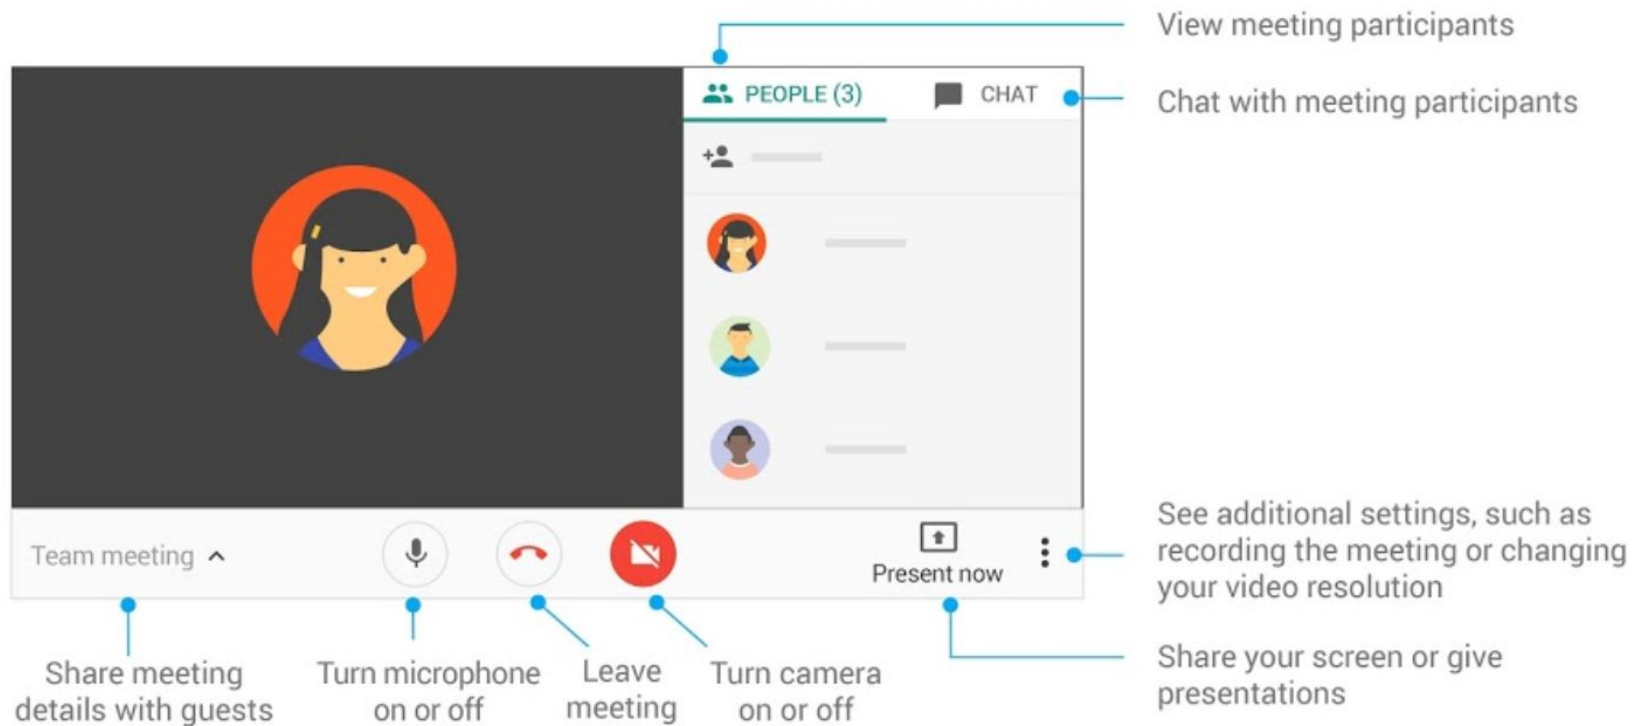 View meeting participants
PEOPLE (3)
CHAT
Chat with meeting participants
Team meeting
Present now
See additional settings, such as
recording the meeting or changing
your video resolution
Share meeting
details with guests
Turn microphone
on or off
Leave
meeting
Turn camera
on or off
Share your screen or give
presentations